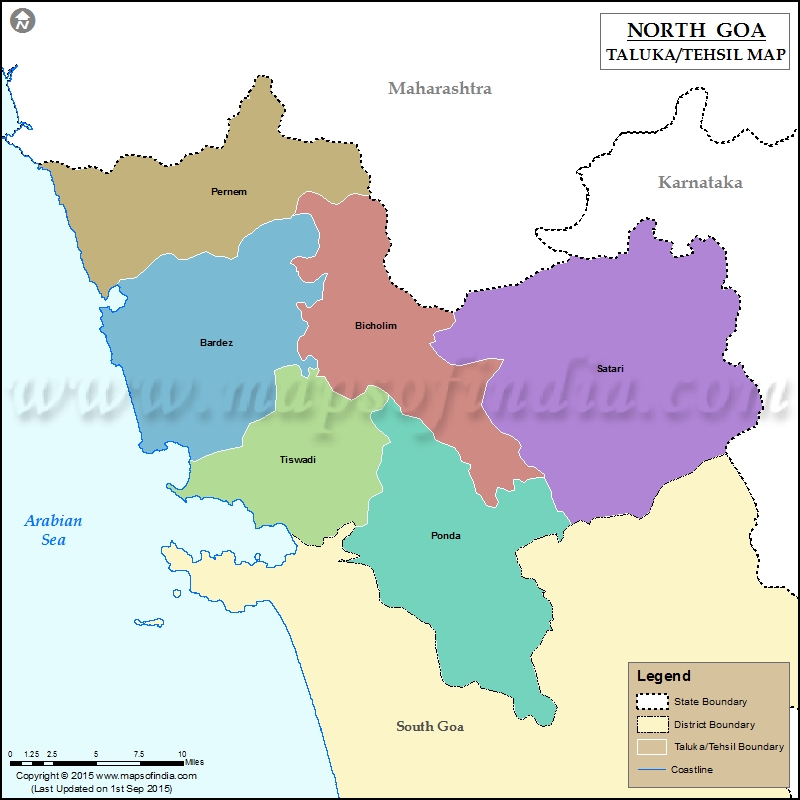 N
NORTH GOA
TALUKA/TEHSIL MAP
Maharashtra
Karnataka
Pernem
Bardez
Bicholim
Satari
www.mapsofindia.com
Tiswadi
Ponda
Arabian
Sea
South Goa
Legend
State Boundary
District Boundary
Taluka/Tehsil Boundary
Coastline
0 1.25 2.5 5 7.5 10
Miles
Copyright © 2015 www.mapsofindia.com
(Last Updated on 1st Sep 2015)